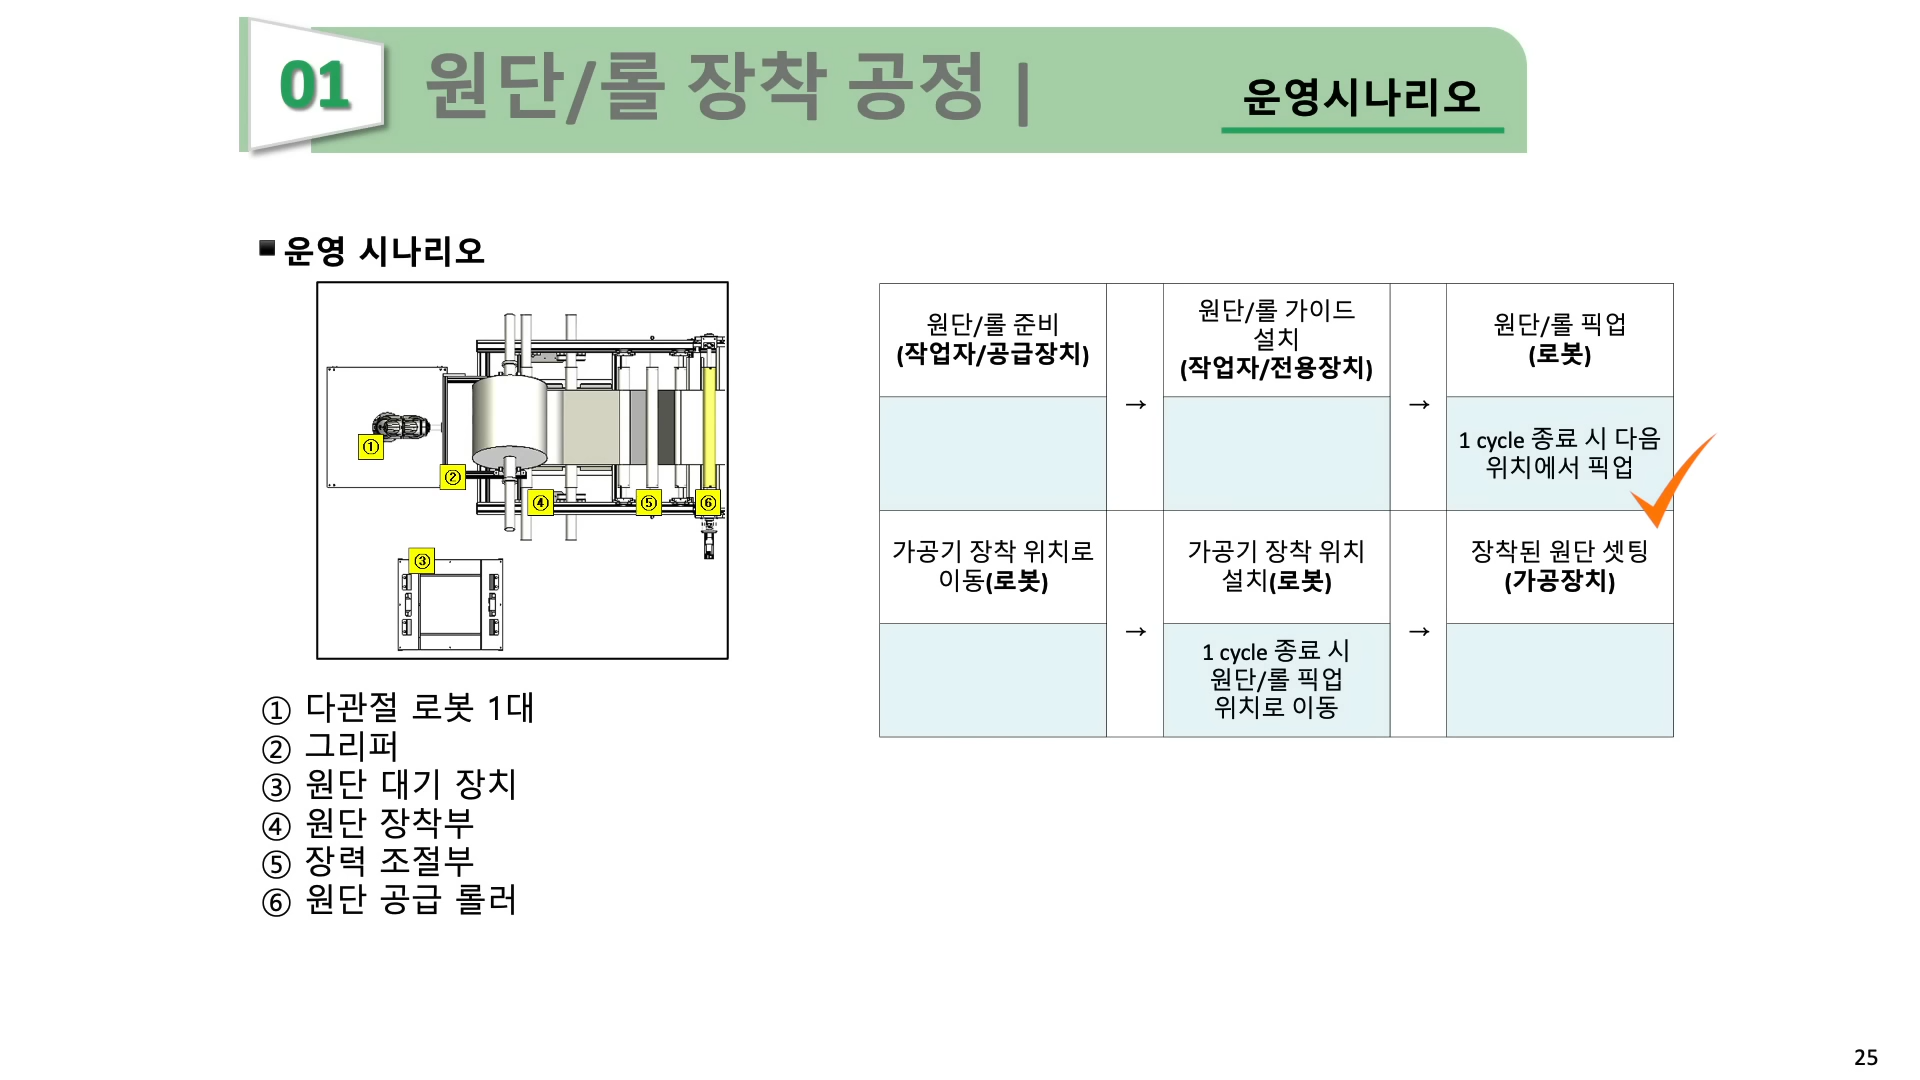 01
원단/롤 장착 공정 |
운영시나리오
운영 시나리오
①
②
③
④
⑤
⑥
① 다관절 로봇 1대
② 그리퍼
③ 원단 대기 장치
④ 원단 장착부
⑤ 장력 조절부
⑥ 원단 공급 롤러
원단/롤 준비
(작업자/공급장치)
→
원단/롤 가이드
설치
(작업자/전용장치)
→
원단/롤 픽업
(로봇)
1 cycle 종료 시 다음
위치에서 픽업
가공기 장착 위치로
이동(로봇)
→
가공기 장착 위치
설치(로봇)
→
장착된 원단 셋팅
(가공장치)
1 cycle 종료 시
원단/롤 픽업
위치로 이동
25